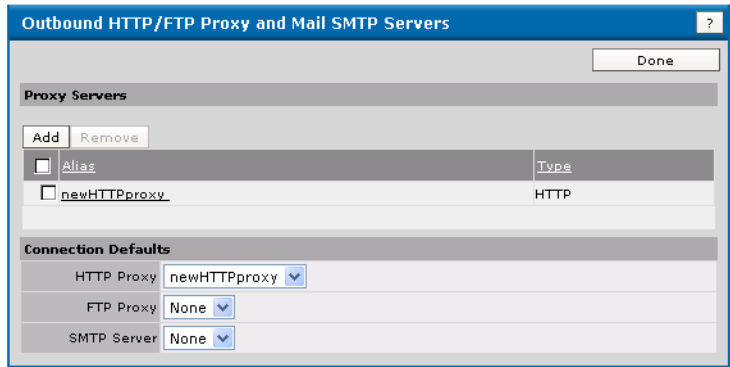 Outbound HTTP/FTP Proxy and Mail SMTP Servers ?
Done
Proxy Servers
Add Remove
Alias Type
newHTTPproxy HTTP
Connection Defaults
HTTP Proxy newHTTPproxy
FTP Proxy None
SMTP Server None